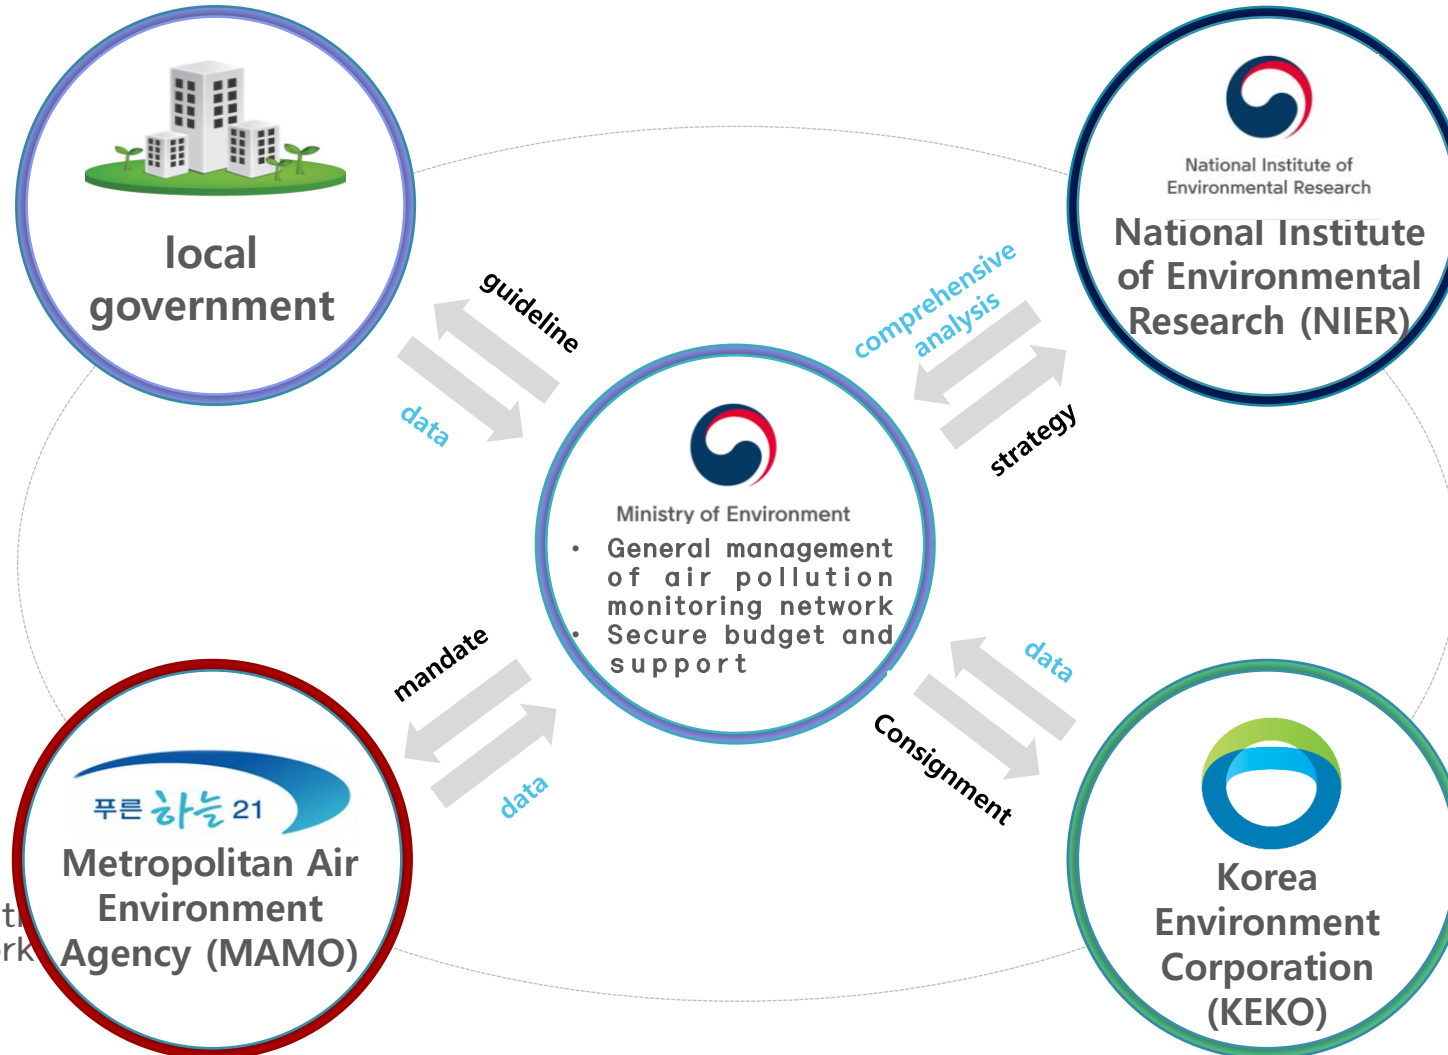 local
government
National Institute of
Environmental Research
National Institute
of Environmental
Research (NIER)
guideline
data
comprehensive
analysis
strategy
Ministry of Environment
• General management
of air pollution
monitoring network
• Secure budget and
support
mandate
data
data
Consignment
푸른 하늘 21
Metropolitan Air
Environment
Agency (MAMO)
Korea
Environment
Corporation
(KEKO)